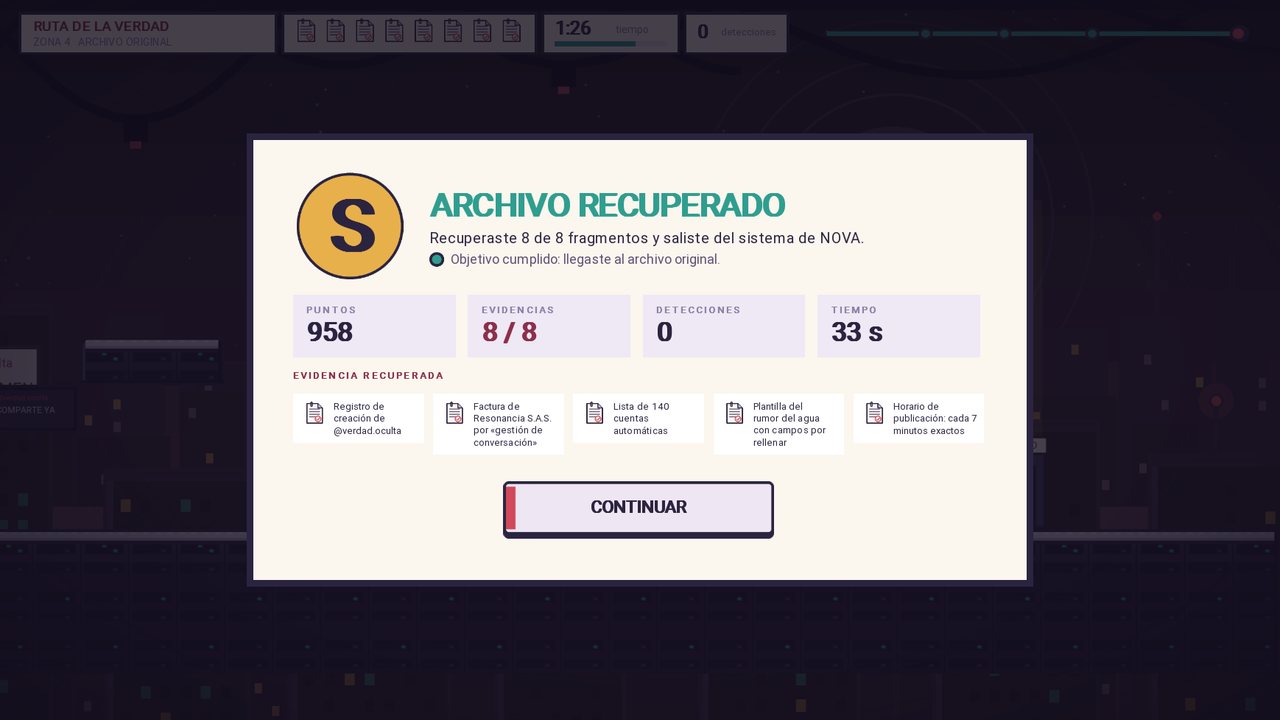 RUTA DE LA VERDAD
ZONA 4 · ARCHIVO ORIGINAL
1:26 tiempo
0 detecciones
S
ARCHIVO RECUPERADO
Recuperaste 8 de 8 fragmentos y saliste del sistema de NOVA.
Objetivo cumplido: llegaste al archivo original.
PUNTOS
958
EVIDENCIAS
8 / 8
DETECCIONES
0
TIEMPO
33 s
EVIDENCIA RECUPERADA
Registro de
creación de
@verdad.oculta
Factura de
Resonancia S.A.S.
por «gestión de
conversación»
Lista de 140
cuentas
automáticas
Plantilla del
rumor del agua
con campos por
rellenar
Horario de
publicación: cada 7
minutos exactos
CONTINUAR
COMPARTE YA